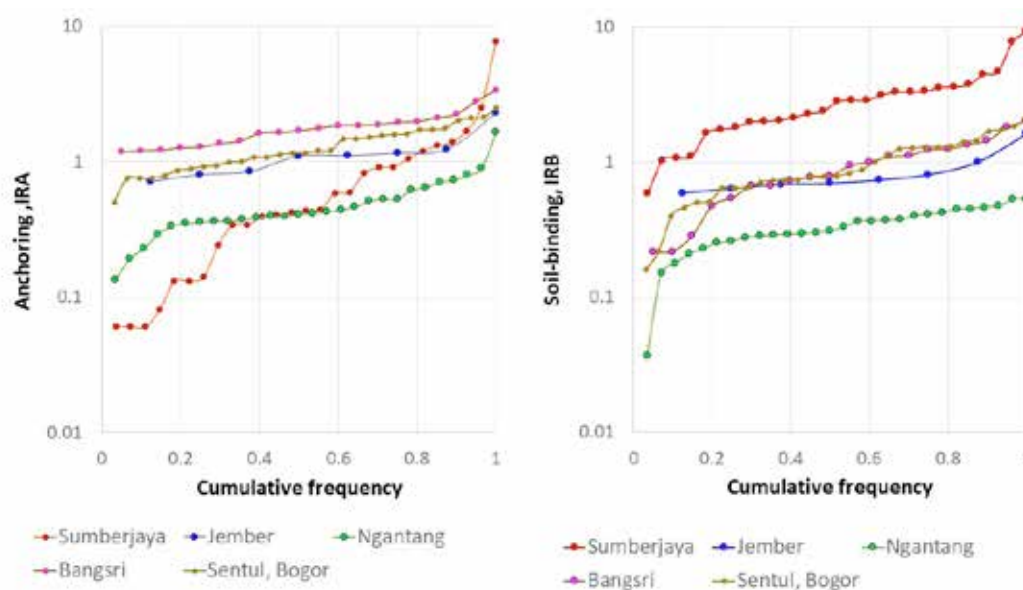 10
1
0.1
0.01
Anchoring ,IRA
0 0.2 0.4 0.6 0.8 1
Cumulative frequency
Sumberjaya Jember Ngantang
Bangsri Sentul, Bogor
10
1
0.1
0.01
Soil-binding, IRB
0 0.2 0.4 0.6 0.8 1
Cumulative frequency
Sumberjaya Jember Ngantang
Bangsri Sentul, Bogor